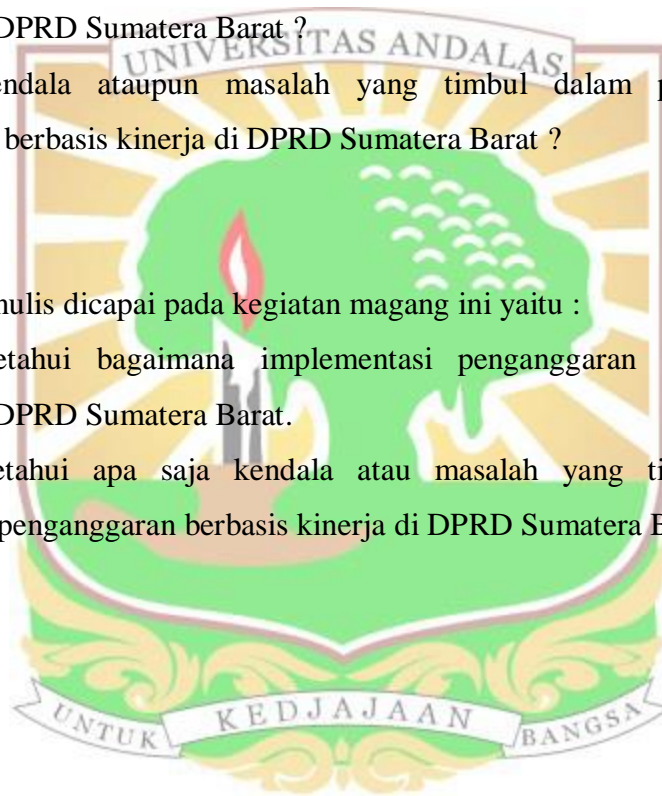 DPRD Sumatera Barat ?
UNIVERSITAS ANDALAS
endala ataupun masalah yang timbul dalam p
berbasis kinerja di DPRD Sumatera Barat ?
nulis dicapai pada kegiatan magang ini yaitu :
etahui bagaimana implementasi penganggaran
DPRD Sumatera Barat.
etahui apa saja kendala atau masalah yang ti
penganggaran berbasis kinerja di DPRD Sumatera B
UNTUK KEDJAJAAN BANGSA